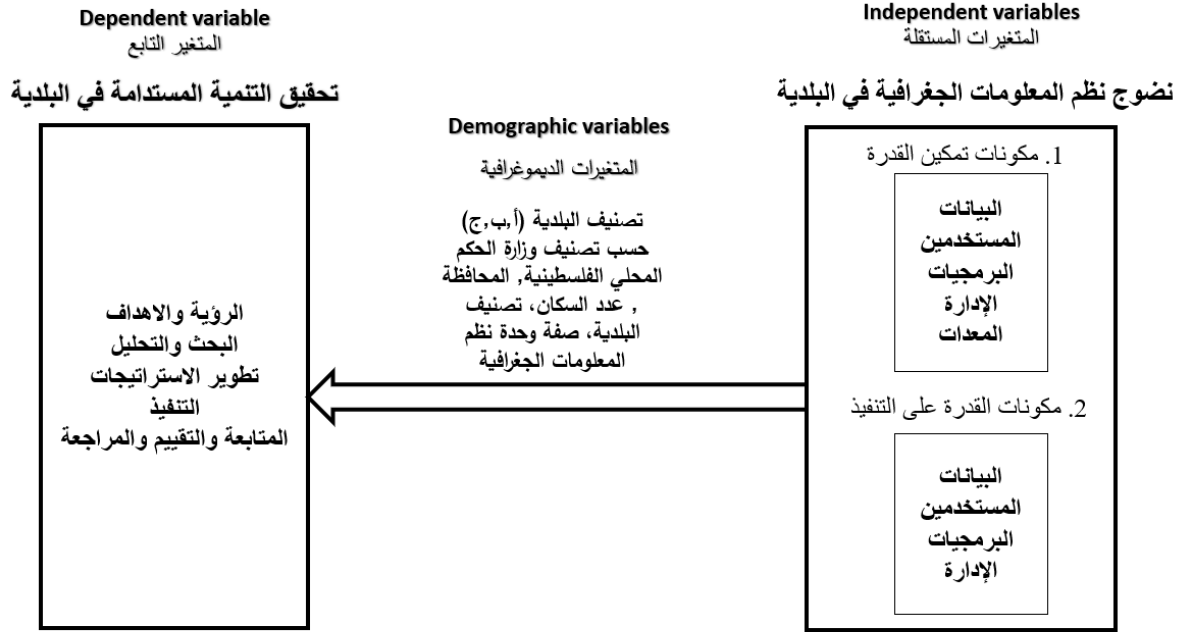 Independent variables
المتغيرات المستقلة
نضوج نظم المعلومات الجغرافية في البلدية
1. مكونات تمكين القدرة
البيانات
المستخدمين
البرمجيات
الإدارة
المعدات
2. مكونات القدرة على التنفيذ
البيانات
المستخدمين
البرمجيات
الإدارة
Demographic variables
المتغيرات الديموغرافية
تصنيف البلدية (أ,ب,ج)
حسب تصنيف وزارة الحكم
المحلي الفلسطينية, المحافظة
, عدد السكان، تصنيف
البلدية، صفة وحدة نظم
المعلومات الجغرافية
Dependent variable
المتغير التابع
تحقيق التنمية المستدامة في البلدية
الرؤية والاهداف
البحث والتحليل
تطوير الاستراتيجات
التنفيذ
المتابعة والتقييم والمراجعة